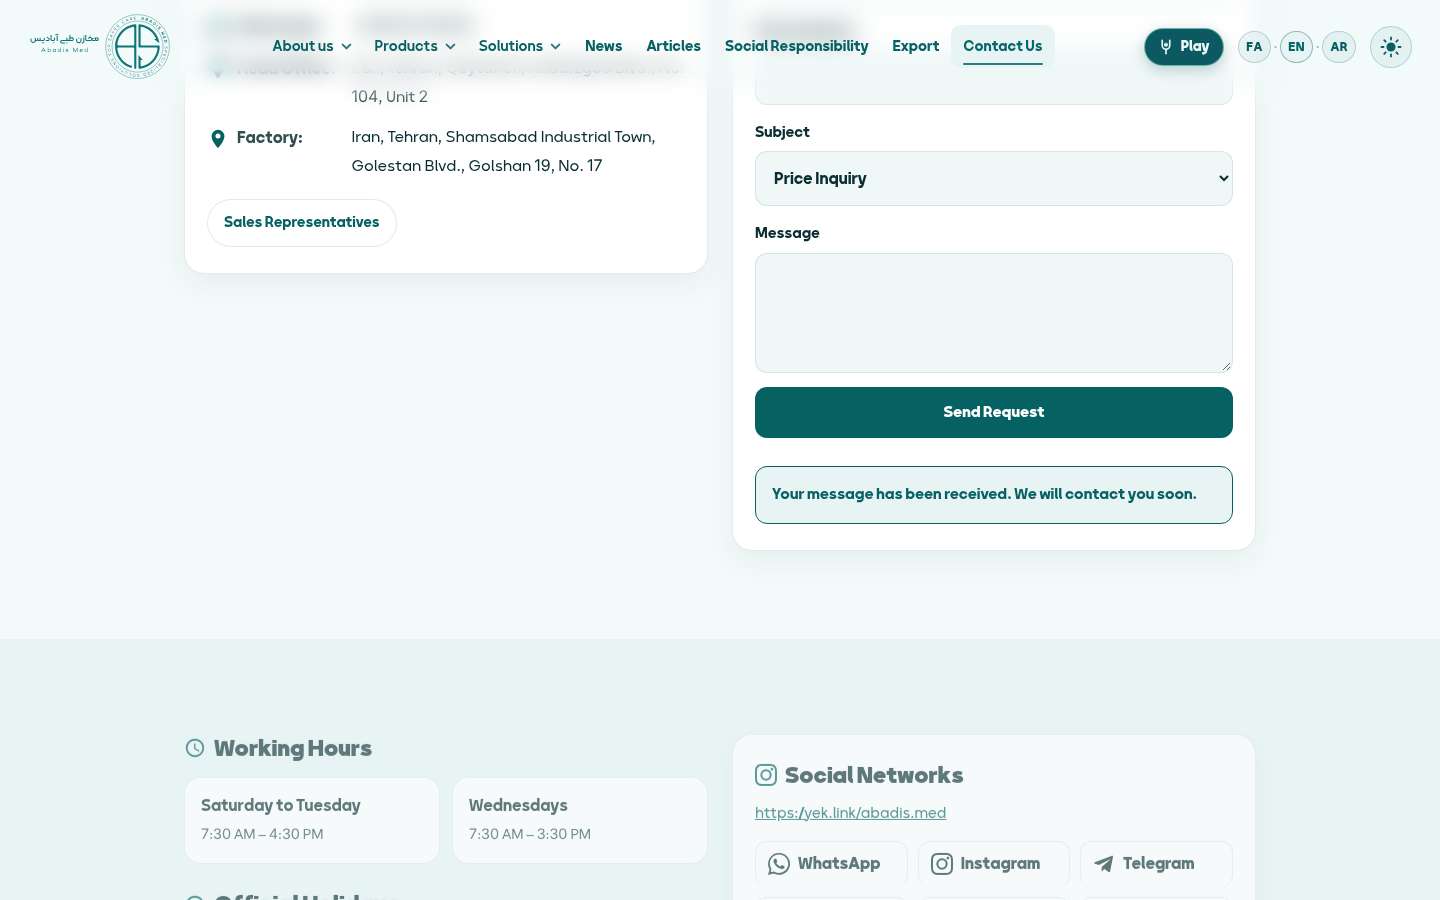 مخازن طبی آبادیس
Abadis Med
About us
Products
Solutions
News
Articles
Social Responsibility
Export
Contact Us
Play
FA
EN
AR
104, Unit 2
Factory:
Iran, Tehran, Shamsabad Industrial Town,
Golestan Blvd., Golshan 19, No. 17
Sales Representatives
Subject
Price Inquiry
Message
Send Request
Your message has been received. We will contact you soon.
Working Hours
Saturday to Tuesday
7:30 AM – 4:30 PM
Wednesdays
7:30 AM – 3:30 PM
Social Networks
https://yek.link/abadis.med
WhatsApp
Instagram
Telegram